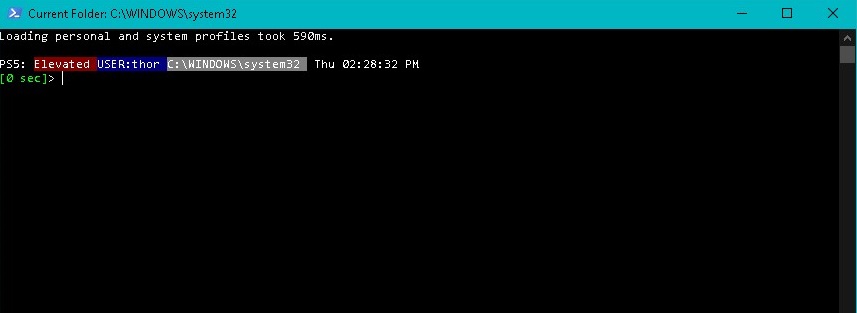 Current Folder: C:\WINDOWS\system32
Loading personal and system profiles took 590ms.
PS5: Elevated USER:thor C:\WINDOWS\system32 Thu 02:28:32 PM
[0 sec]>